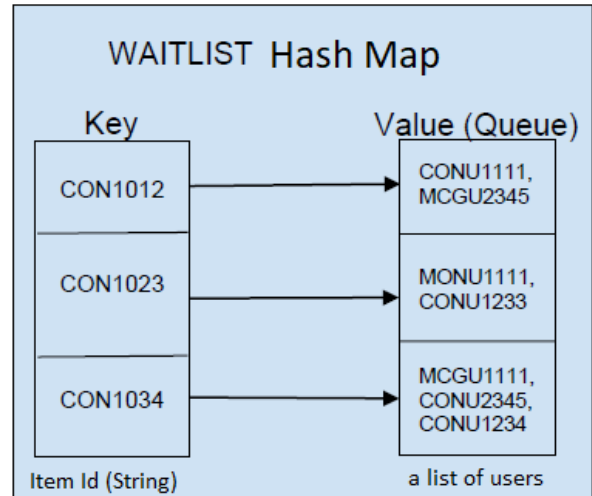 WAITLIST Hash Map
Key
Value (Queue)
CON1012
CONU1111,
MCGU2345
CON1023
MONU1111,
CONU1233
CON1034
MCGU1111,
CONU2345,
CONU1234
Item Id (String)
a list of users